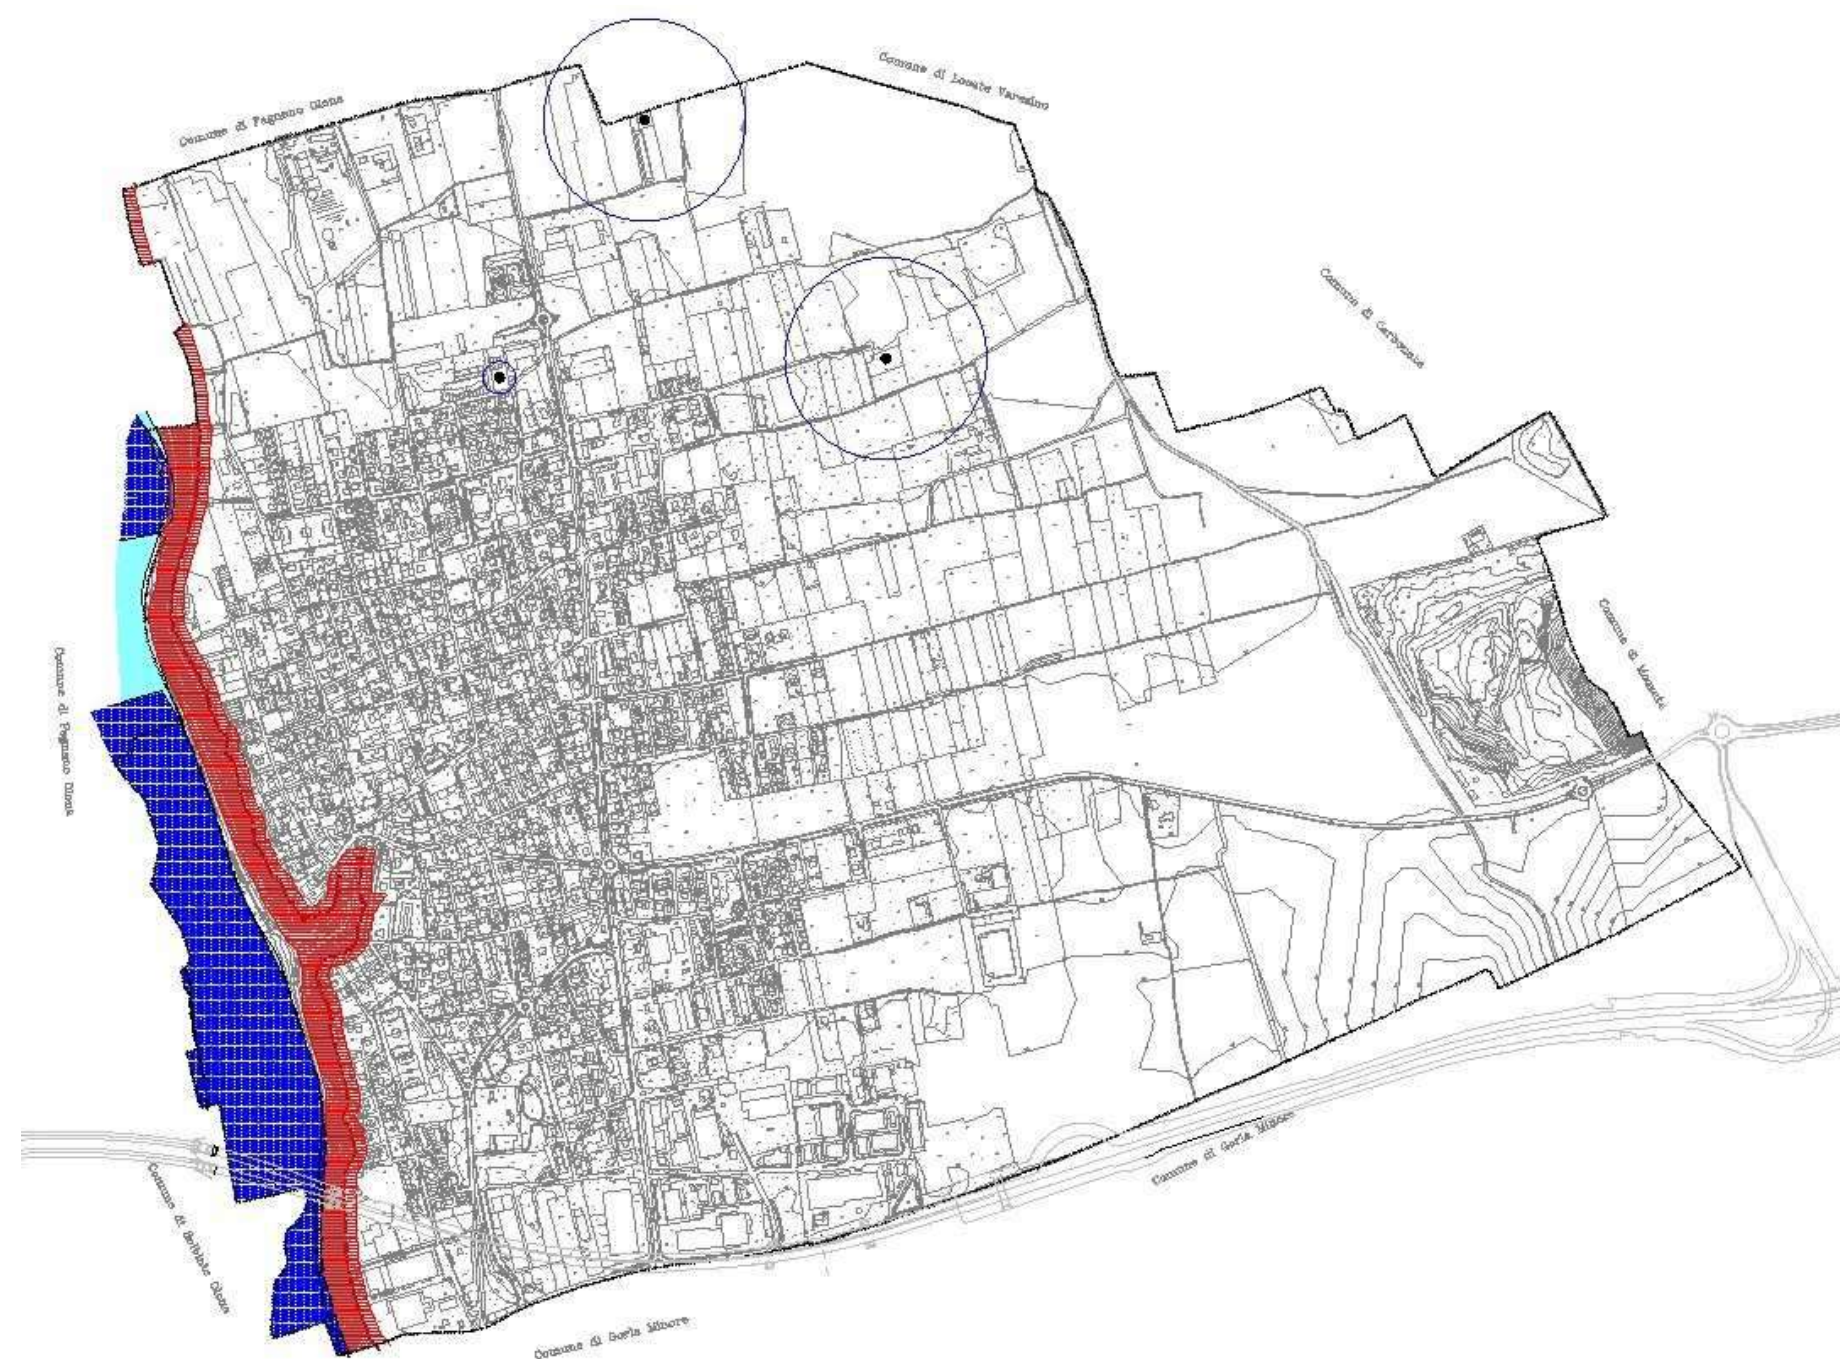 Comune di Fagnano Olona
Comune di Locate Varesino
Comune di Carbonate
Comune di Mozzate
Comune di Fagnano Olona
Comune di Gorla Minore
Comune di Solbiate Olona
Comune di Gorla Minore